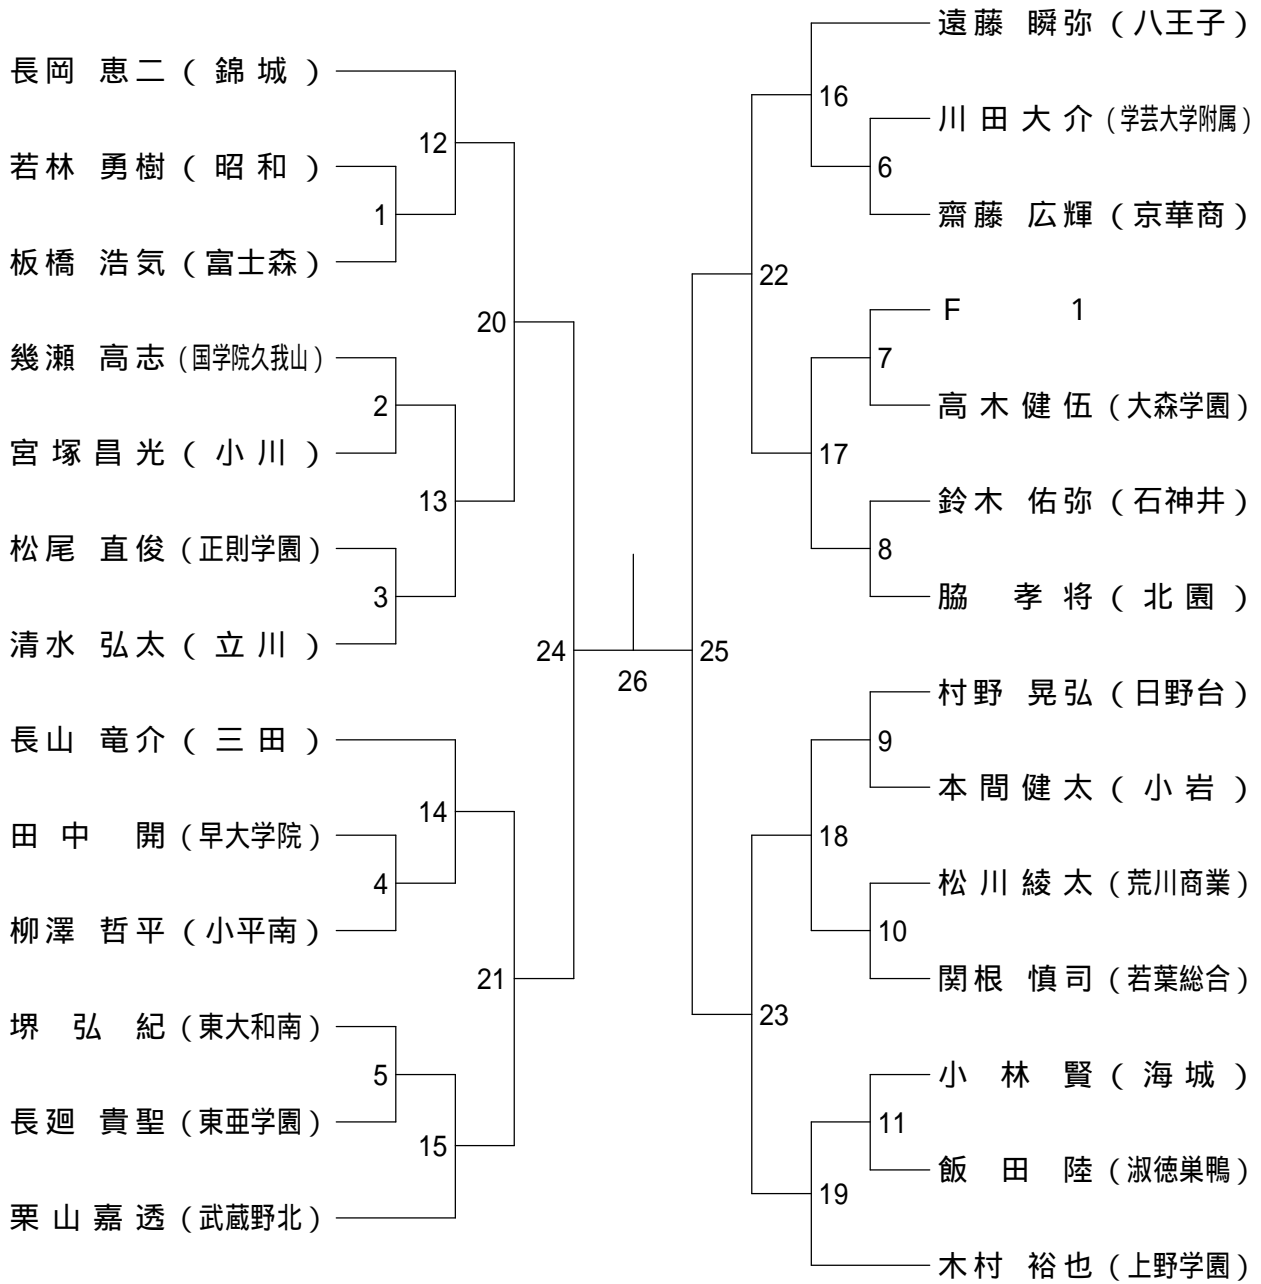 長岡 恵二 ( 錦城 )
若林 勇樹 ( 昭和 )
板橋 浩気 (富士森)
幾瀬 高志 (国学院久我山)
宮塚昌光 ( 小川 )
松尾 直俊 (正則学園)
清水 弘太 ( 立川 )
長山 竜介 ( 三田 )
田中 開 (早大学院)
柳澤 哲平 (小平南)
堺 弘紀 (東大和南)
長廻 貴聖 (東亜学園)
栗山嘉透 (武蔵野北)
1
2
3
4
5
12
13
14
15
20
21
24
26
25
22
23
16
17
18
19
6
7
8
9
10
11
遠藤 瞬弥 (八王子)
川田大介 (学芸大学附属)
齋藤 広輝 (京華商)
F 1
高木健伍 (大森学園)
鈴木 佑弥 (石神井)
脇 孝将 ( 北園 )
村野 晃弘 (日野台)
本間健太 ( 小岩 )
松川綾太 (荒川商業)
関根 慎司 (若葉総合)
小林 賢 ( 海城 )
飯田 陸 (淑徳巣鴨)
木村 裕也 (上野学園)